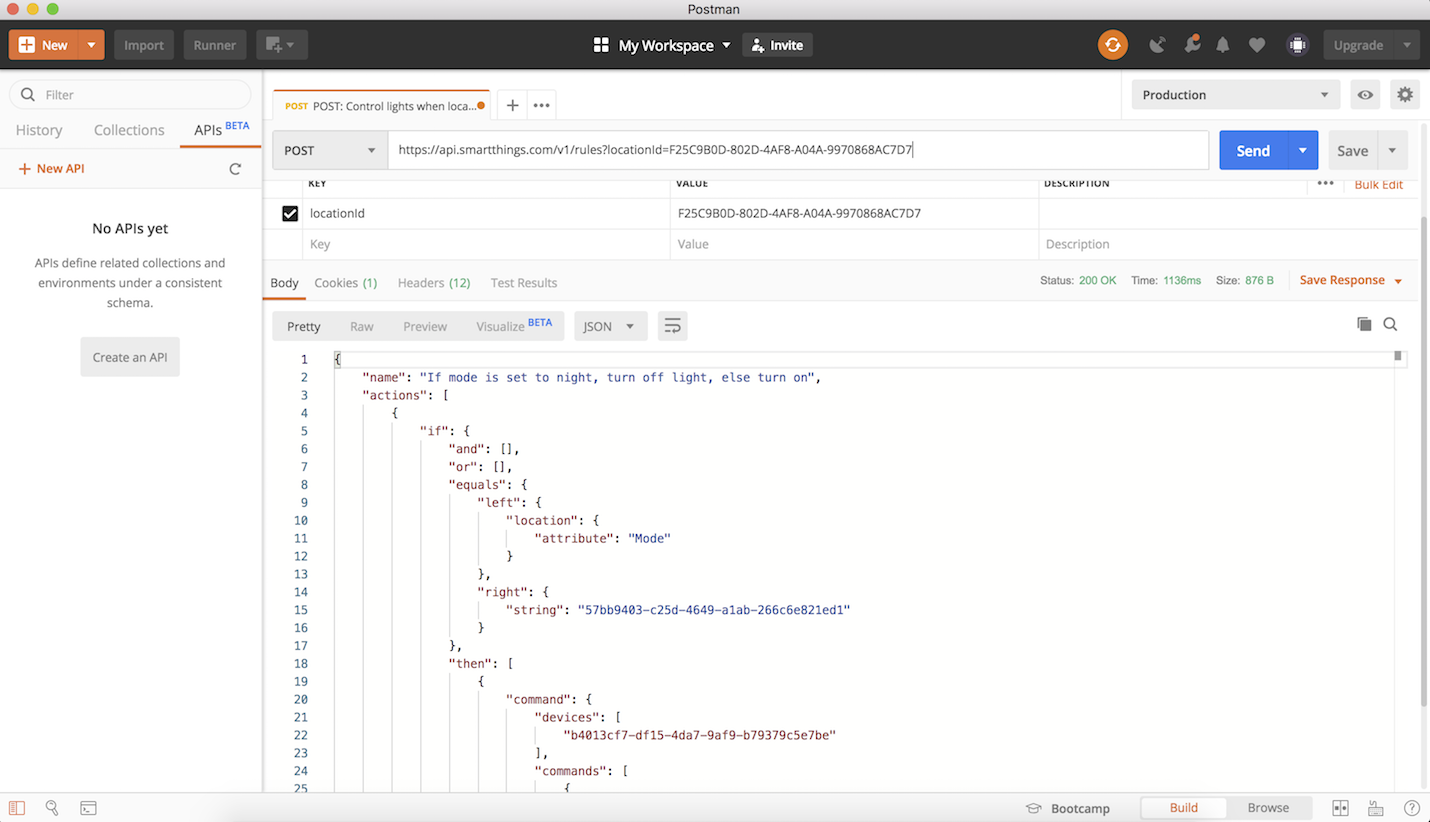 Postman
New Import Runner My Workspace Invite Upgrade
Filter
History Collections APIs BETA
New API
No APIs yet
APIs define related collections and
environments under a consistent
schema.
Create an API
POST POST: Control lights when loca... Production
POST https://api.smartthings.com/v1/rules?locationId=F25C9B0D-802D-4AF8-A04A-9970868AC7D7 Send Save
KEY VALUE DESCRIPTION Bulk Edit
locationId F25C9B0D-802D-4AF8-A04A-9970868AC7D7
Key Value Description
Body Cookies (1) Headers (12) Test Results Status: 200 OK Time: 1136ms Size: 876 B Save Response
Pretty Raw Preview Visualize BETA JSON
1 {
2 "name": "If mode is set to night, turn off light, else turn on",
3 "actions": [
4 {
5 "if": {
6 "and": [],
7 "or": [],
8 "equals": {
9 "left": {
10 "location": {
11 "attribute": "Mode"
12 }
13 },
14 "right": {
15 "string": "57bb9403-c25d-4649-a1ab-266c6e821ed1"
16 }
17 },
18 "then": [
19 {
20 "command": {
21 "devices": [
22 "b4013cf7-df15-4da7-9af9-b79379c5e7be"
23 ],
24 "commands": [
25 {
Bootcamp Build Browse